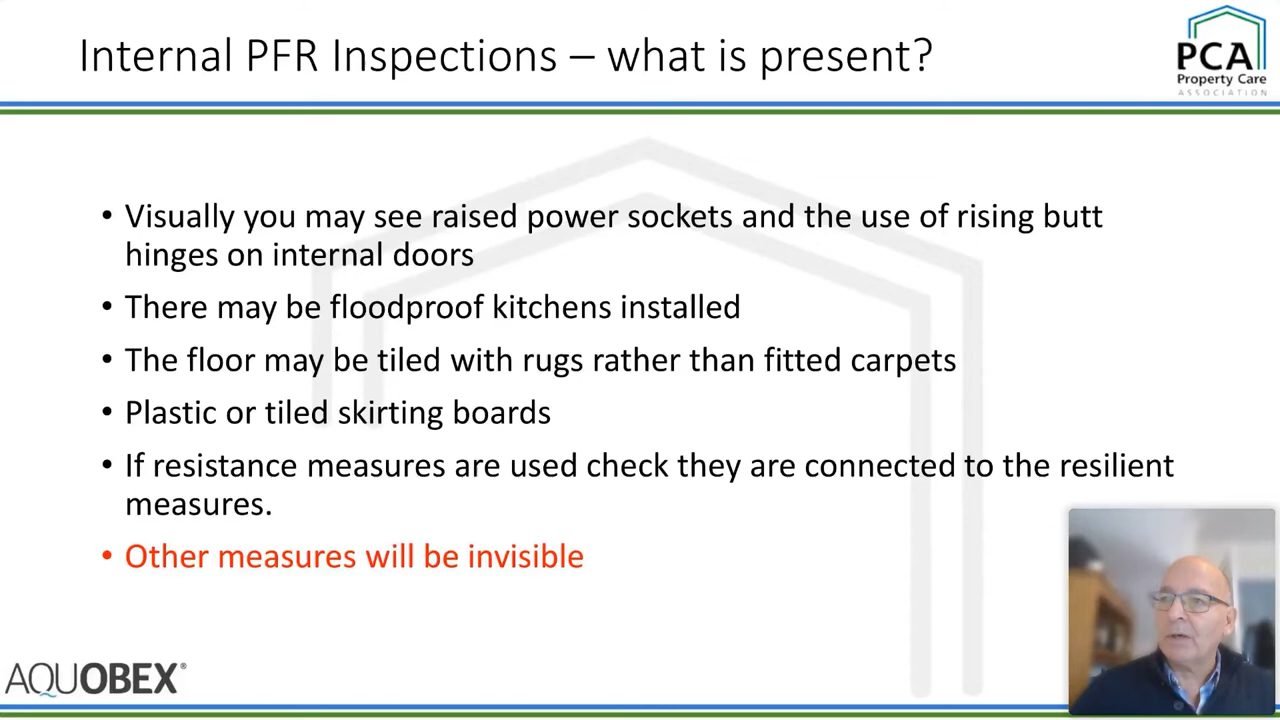 Internal PFR Inspections – what is present?
PCA
Property Care
ASSOCIATION
• Visually you may see raised power sockets and the use of rising butt
hinges on internal doors
• There may be floodproof kitchens installed
• The floor may be tiled with rugs rather than fitted carpets
• Plastic or tiled skirting boards
• If resistance measures are used check they are connected to the resilient
measures.
• Other measures will be invisible
AQUOBEX®